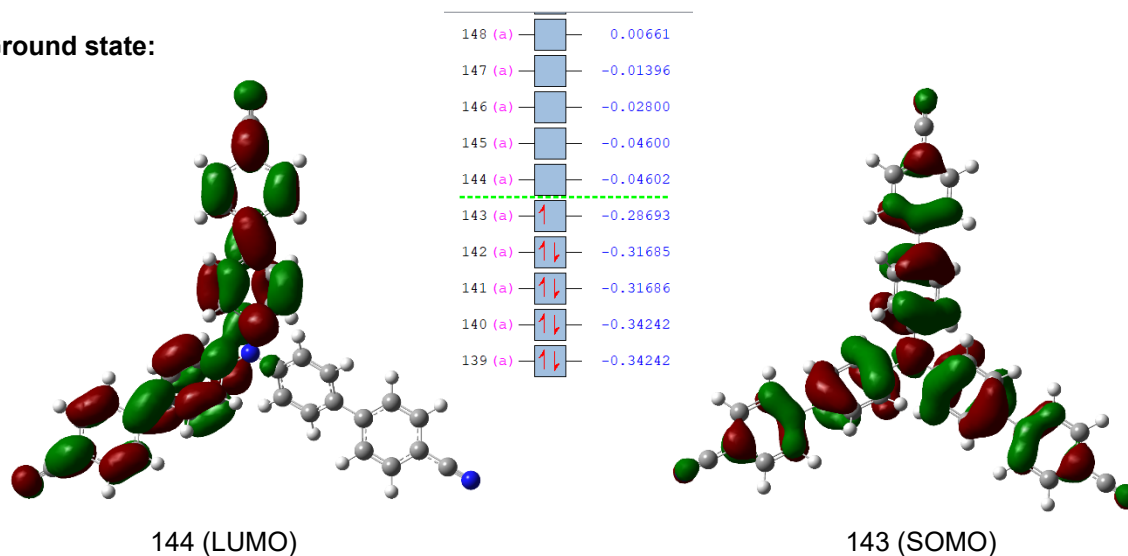 round state:
148 (a) 0.00661
147 (a) -0.01396
146 (a) -0.02800
145 (a) -0.04600
144 (a) -0.04602
143 (a) -0.28693
142 (a) -0.31685
141 (a) -0.31686
140 (a) -0.34242
139 (a) -0.34242
144 (LUMO)
143 (SOMO)